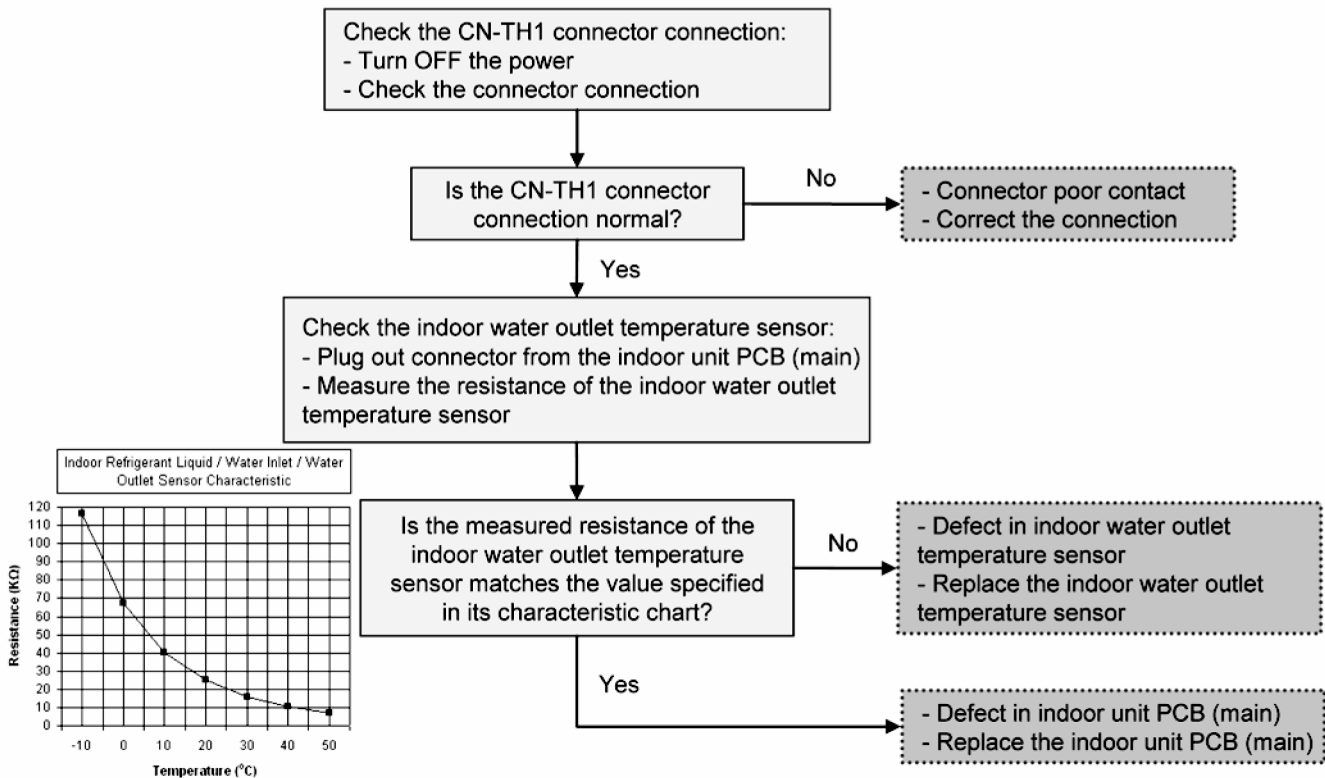 Check the CN-TH1 connector connection:
- Turn OFF the power
- Check the connector connection
Is the CN-TH1 connector
connection normal?
No
- Connector poor contact
- Correct the connection
Yes
Check the indoor water outlet temperature sensor:
- Plug out connector from the indoor unit PCB (main)
- Measure the resistance of the indoor water outlet
temperature sensor
Indoor Refrigerant Liquid / Water Inlet / Water
Outlet Sensor Characteristic
120
110
100
90
80
70
60
50
40
30
20
10
0
Resistance (KΩ)
-10 0 10 20 30 40 50
Temperature (°C)
Is the measured resistance of the
indoor water outlet temperature
sensor matches the value specified
in its characteristic chart?
No
- Defect in indoor water outlet
temperature sensor
- Replace the indoor water outlet
temperature sensor
Yes
- Defect in indoor unit PCB (main)
- Replace the indoor unit PCB (main)